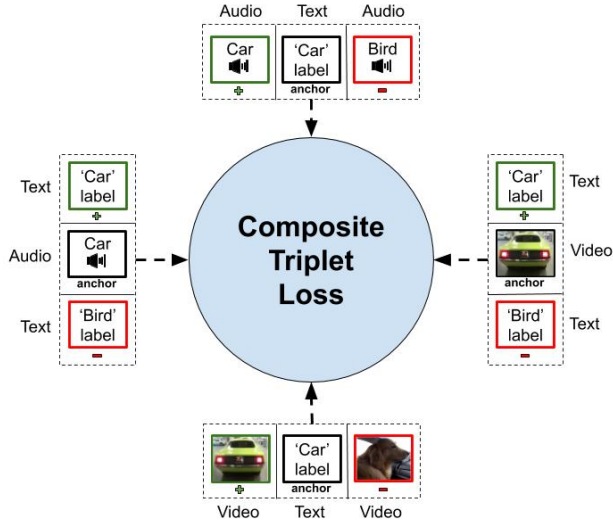 Audio Text Audio
Car 'Car' Bird
label
+ anchor -
'Car' label
+
Text
Car
Audio
anchor
'Bird' label
Text
-
Composite
Triplet
Loss
'Car' label
+
Text
Video
anchor
'Bird' label
Text
-
'Car'
label
+ anchor -
Video Text Video